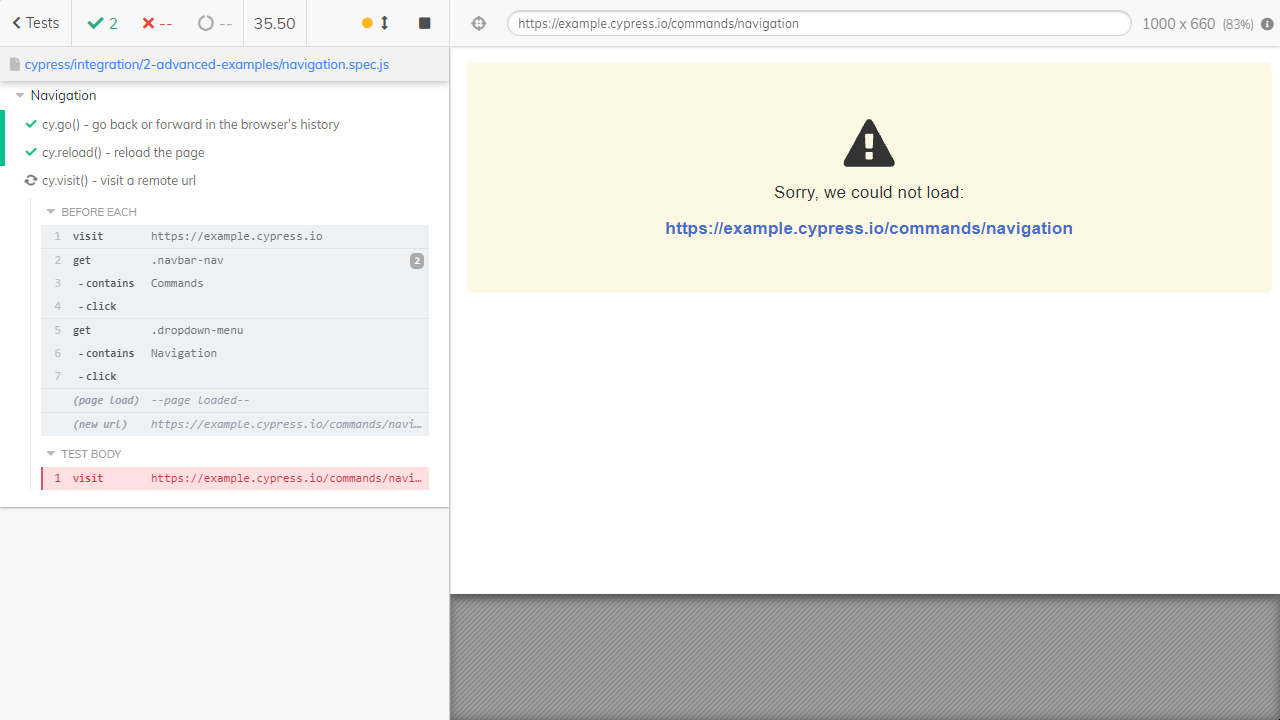 Tests 2 -- -- 35.50
https://example.cypress.io/commands/navigation 1000 x 660 (83%)
cypress/integration/2-advanced-examples/navigation.spec.js
Navigation
cy.go() - go back or forward in the browser's history
cy.reload() - reload the page
cy.visit() - visit a remote url
BEFORE EACH
1 visit https://example.cypress.io
2 get .navbar-nav 2
3 - contains Commands
4 - click
5 get .dropdown-menu
6 - contains Navigation
7 - click
(page load) --page loaded--
(new url) https://example.cypress.io/commands/navi…
TEST BODY
1 visit https://example.cypress.io/commands/navi…
Sorry, we could not load:
https://example.cypress.io/commands/navigation